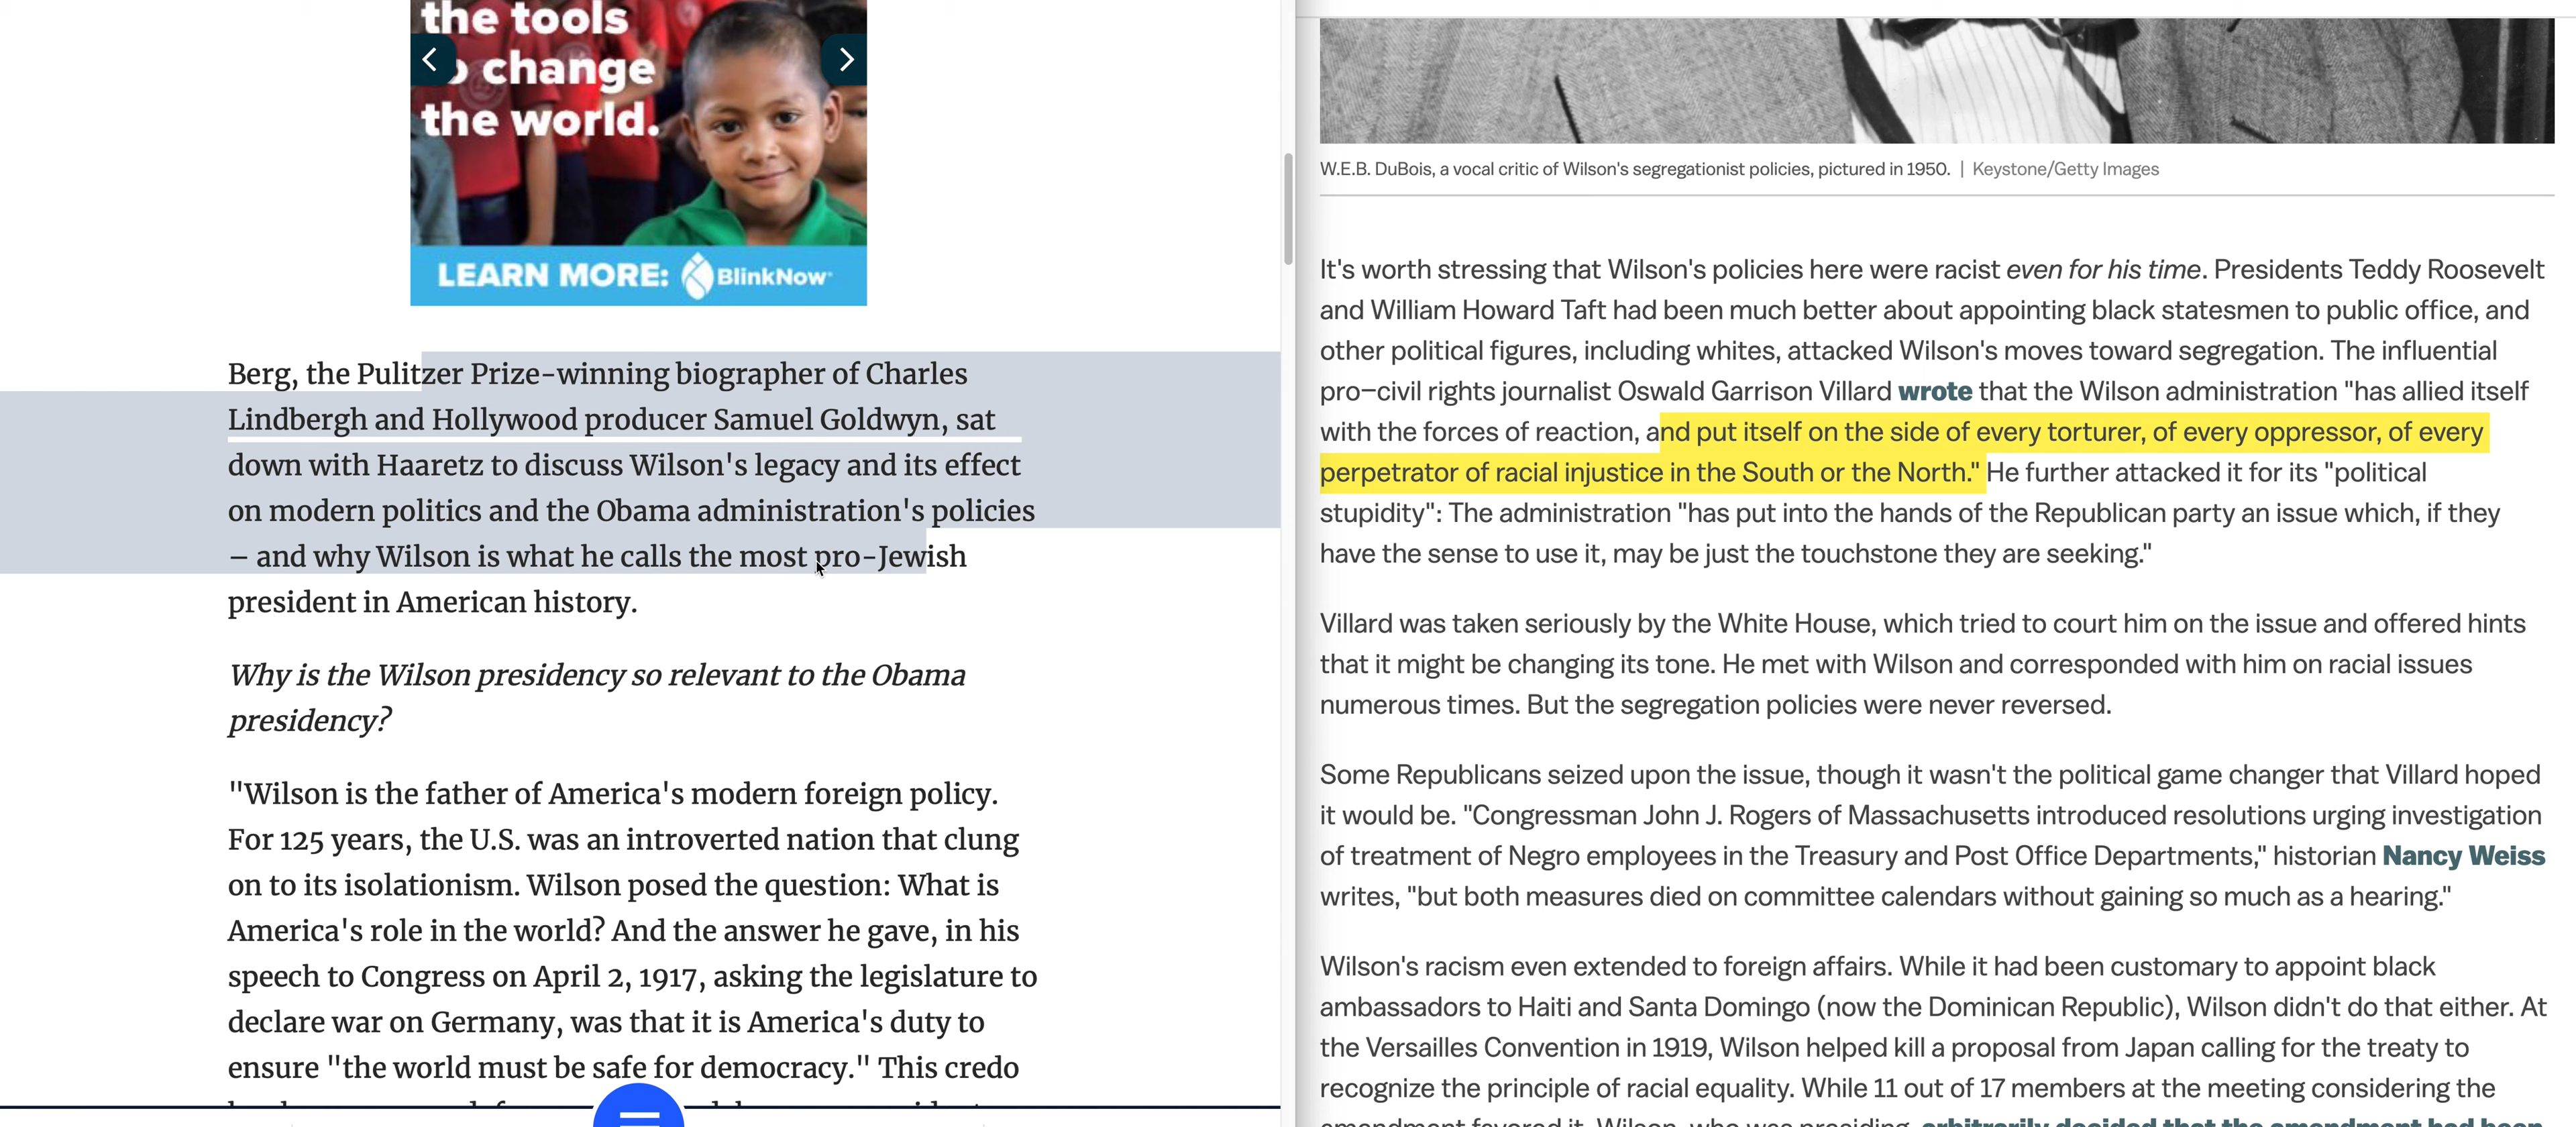 the tools
change
the world.
LEARN MORE: BlinkNow
Berg, the Pulitzer Prize-winning biographer of Charles
Lindbergh and Hollywood producer Samuel Goldwyn, sat
down with Haaretz to discuss Wilson's legacy and its effect
on modern politics and the Obama administration's policies
– and why Wilson is what he calls the most pro-Jewish
president in American history.
Why is the Wilson presidency so relevant to the Obama
presidency?
"Wilson is the father of America's modern foreign policy.
For 125 years, the U.S. was an introverted nation that clung
on to its isolationism. Wilson posed the question: What is
America's role in the world? And the answer he gave, in his
speech to Congress on April 2, 1917, asking the legislature to
declare war on Germany, was that it is America's duty to
ensure "the world must be safe for democracy." This credo
W.E.B. DuBois, a vocal critic of Wilson's segregationist policies, pictured in 1950. | Keystone/Getty Images
It's worth stressing that Wilson's policies here were racist even for his time. Presidents Teddy Roosevelt
and William Howard Taft had been much better about appointing black statesmen to public office, and
other political figures, including whites, attacked Wilson's moves toward segregation. The influential
pro–civil rights journalist Oswald Garrison Villard wrote that the Wilson administration "has allied itself
with the forces of reaction, and put itself on the side of every torturer, of every oppressor, of every
perpetrator of racial injustice in the South or the North." He further attacked it for its "political
stupidity": The administration "has put into the hands of the Republican party an issue which, if they
have the sense to use it, may be just the touchstone they are seeking."
Villard was taken seriously by the White House, which tried to court him on the issue and offered hints
that it might be changing its tone. He met with Wilson and corresponded with him on racial issues
numerous times. But the segregation policies were never reversed.
Some Republicans seized upon the issue, though it wasn't the political game changer that Villard hoped
it would be. "Congressman John J. Rogers of Massachusetts introduced resolutions urging investigation
of treatment of Negro employees in the Treasury and Post Office Departments," historian Nancy Weiss
writes, "but both measures died on committee calendars without gaining so much as a hearing."
Wilson's racism even extended to foreign affairs. While it had been customary to appoint black
ambassadors to Haiti and Santa Domingo (now the Dominican Republic), Wilson didn't do that either. At
the Versailles Convention in 1919, Wilson helped kill a proposal from Japan calling for the treaty to
recognize the principle of racial equality. While 11 out of 17 members at the meeting considering the
amendment favored it, Wilson, who was presiding, arbitrarily decided that the amendment had been